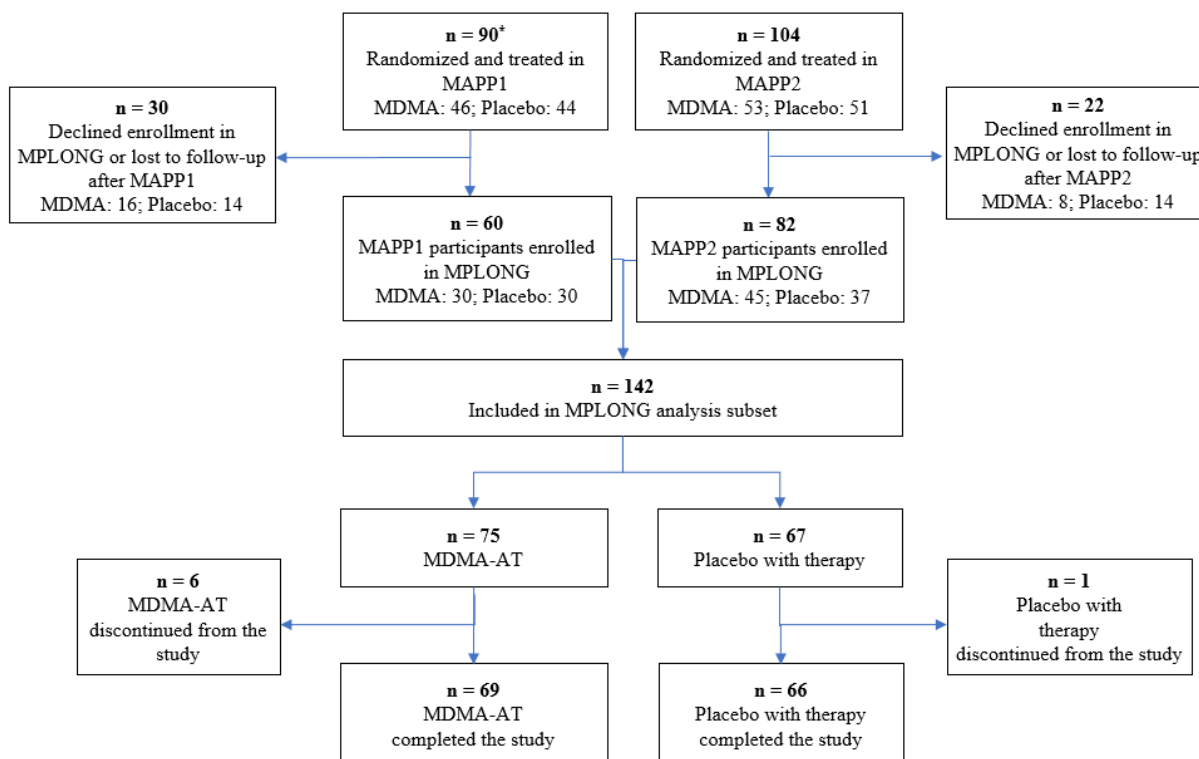 n = 90*
Randomized and treated in
MAPP1
MDMA: 46; Placebo: 44
n = 104
Randomized and treated in
MAPP2
MDMA: 53; Placebo: 51
n = 30
Declined enrollment in
MPLONG or lost to follow-up
after MAPP1
MDMA: 16; Placebo: 14
n = 22
Declined enrollment in
MPLONG or lost to follow-up
after MAPP2
MDMA: 8; Placebo: 14
n = 60
MAPP1 participants enrolled
in MPLONG
MDMA: 30; Placebo: 30
n = 82
MAPP2 participants enrolled
in MPLONG
MDMA: 45; Placebo: 37
n = 142
Included in MPLONG analysis subset
n = 75
MDMA-AT
n = 67
Placebo with therapy
n = 6
MDMA-AT
discontinued from the
study
n = 1
Placebo with
therapy
discontinued from the study
n = 69
MDMA-AT
completed the study
n = 66
Placebo with therapy
completed the study